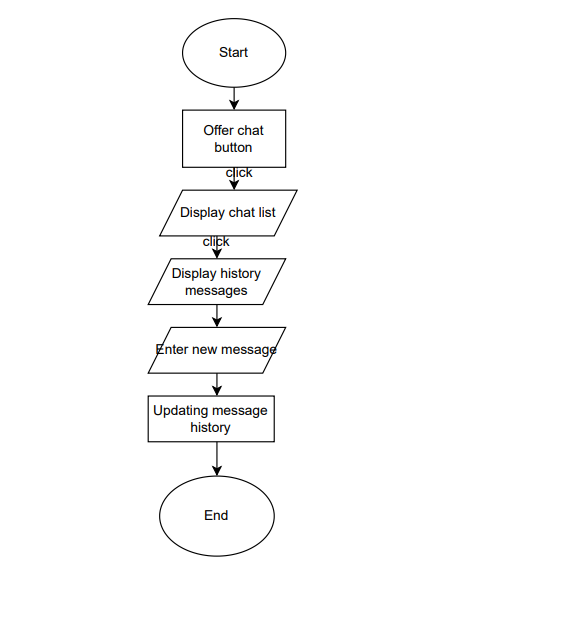 Start
Offer chat
button
click
Display chat list
click
Display history
messages
Enter new message
Updating message
history
End